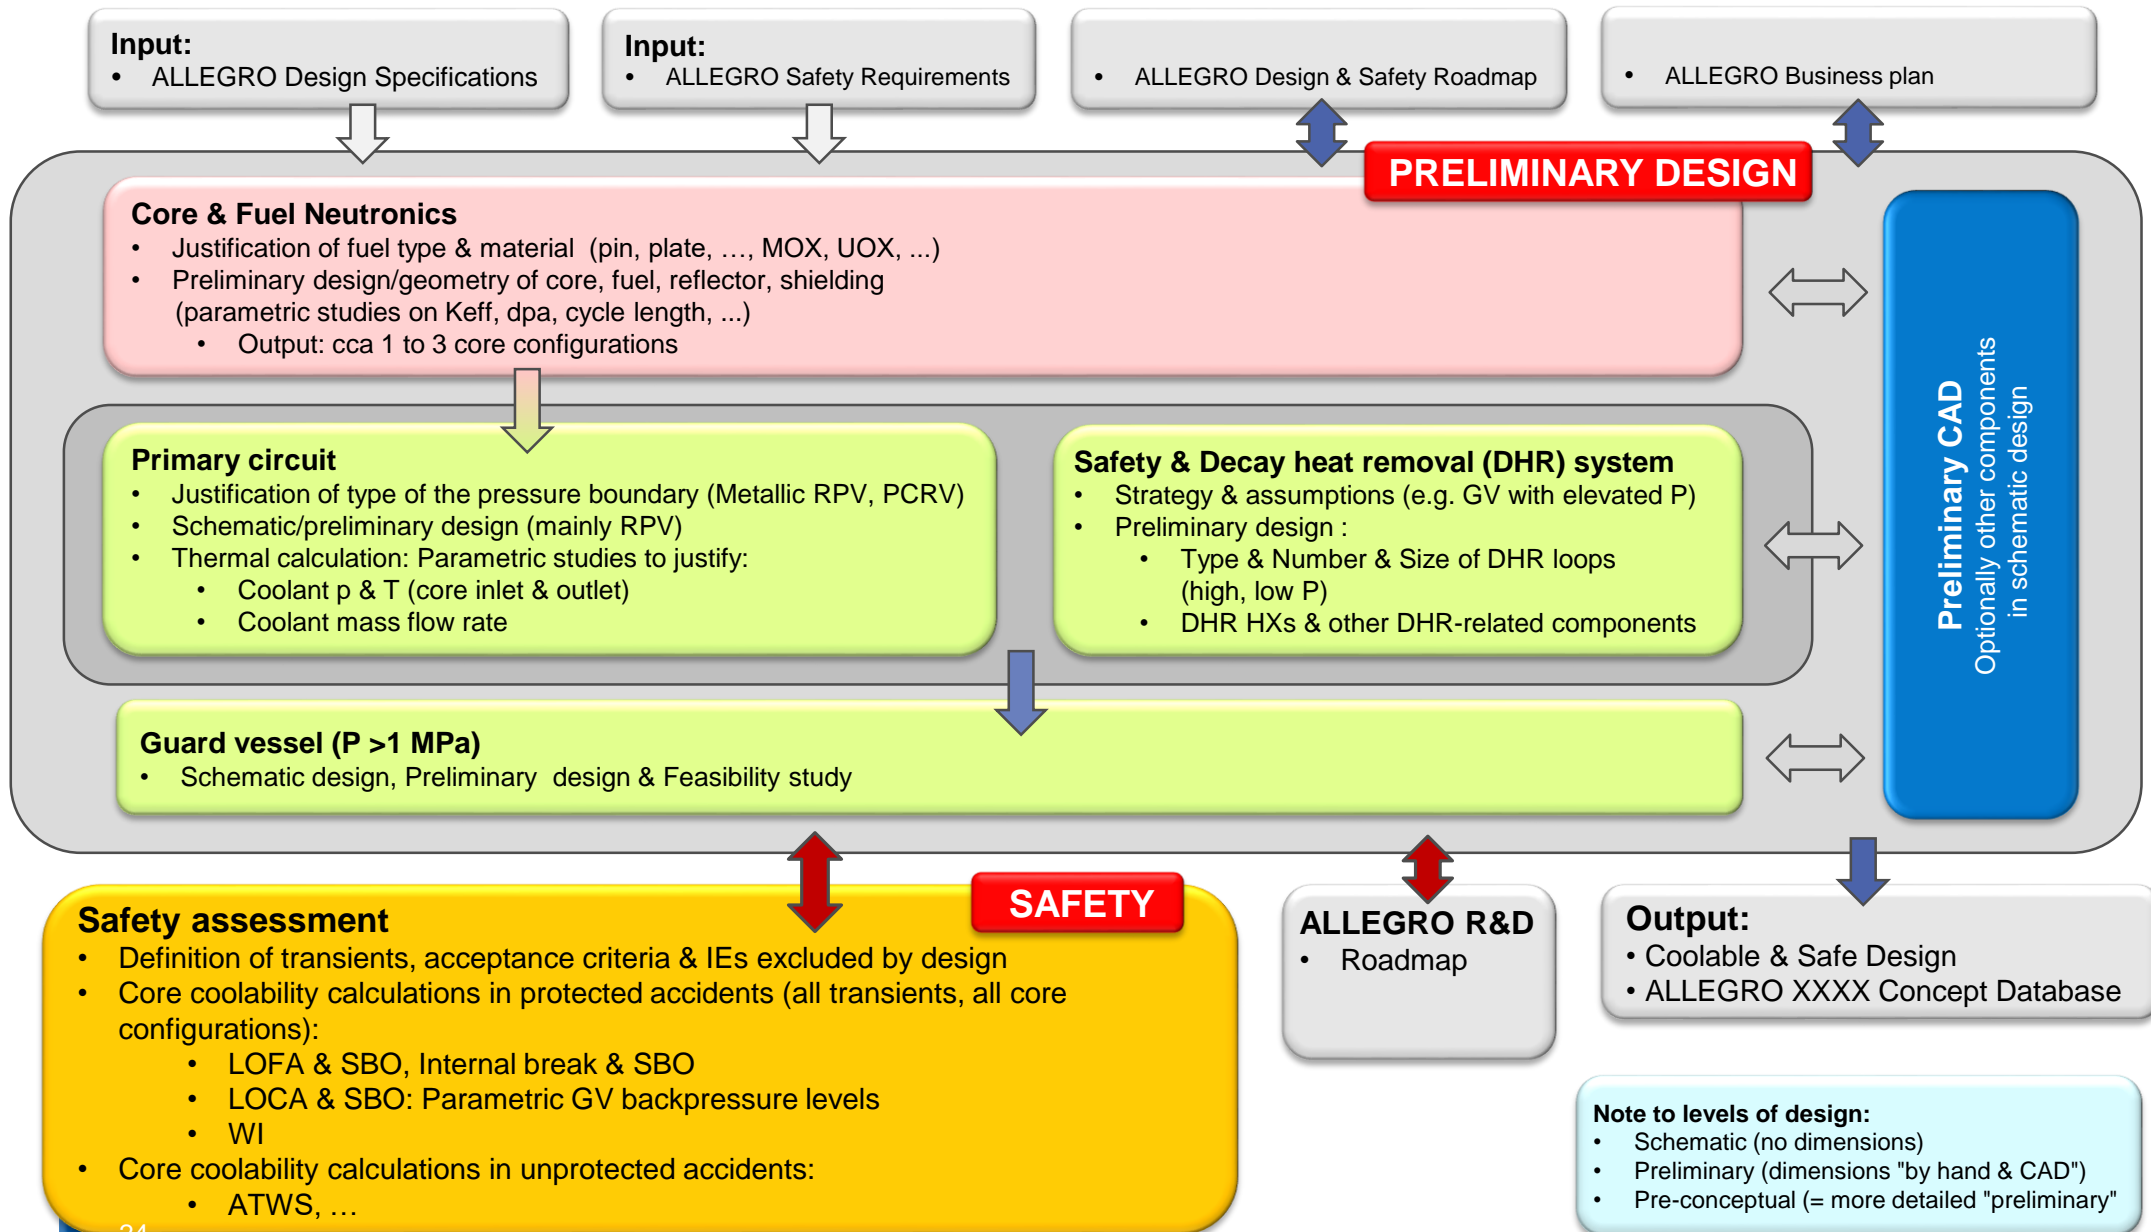 Input:
• ALLEGRO Design Specifications
Input:
• ALLEGRO Safety Requirements
• ALLEGRO Design & Safety Roadmap
• ALLEGRO Business plan
PRELIMINARY DESIGN
Core & Fuel Neutronics
• Justification of fuel type & material (pin, plate, …, MOX, UOX, ...)
• Preliminary design/geometry of core, fuel, reflector, shielding
(parametric studies on Keff, dpa, cycle length, ...)
• Output: cca 1 to 3 core configurations
Primary circuit
• Justification of type of the pressure boundary (Metallic RPV, PCRV)
• Schematic/preliminary design (mainly RPV)
• Thermal calculation: Parametric studies to justify:
• Coolant p & T (core inlet & outlet)
• Coolant mass flow rate
Safety & Decay heat removal (DHR) system
• Strategy & assumptions (e.g. GV with elevated P)
• Preliminary design :
• Type & Number & Size of DHR loops
(high, low P)
• DHR HXs & other DHR-related components
Guard vessel (P >1 MPa)
• Schematic design, Preliminary design & Feasibility study
Preliminary CAD
Optionally other components
in schematic design
SAFETY
Safety assessment
• Definition of transients, acceptance criteria & IEs excluded by design
• Core coolability calculations in protected accidents (all transients, all core
configurations):
• LOFA & SBO, Internal break & SBO
• LOCA & SBO: Parametric GV backpressure levels
• WI
• Core coolability calculations in unprotected accidents:
• ATWS, …
ALLEGRO R&D
• Roadmap
Output:
• Coolable & Safe Design
• ALLEGRO XXXX Concept Database
Note to levels of design:
• Schematic (no dimensions)
• Preliminary (dimensions "by hand & CAD")
• Pre-conceptual (= more detailed "preliminary"